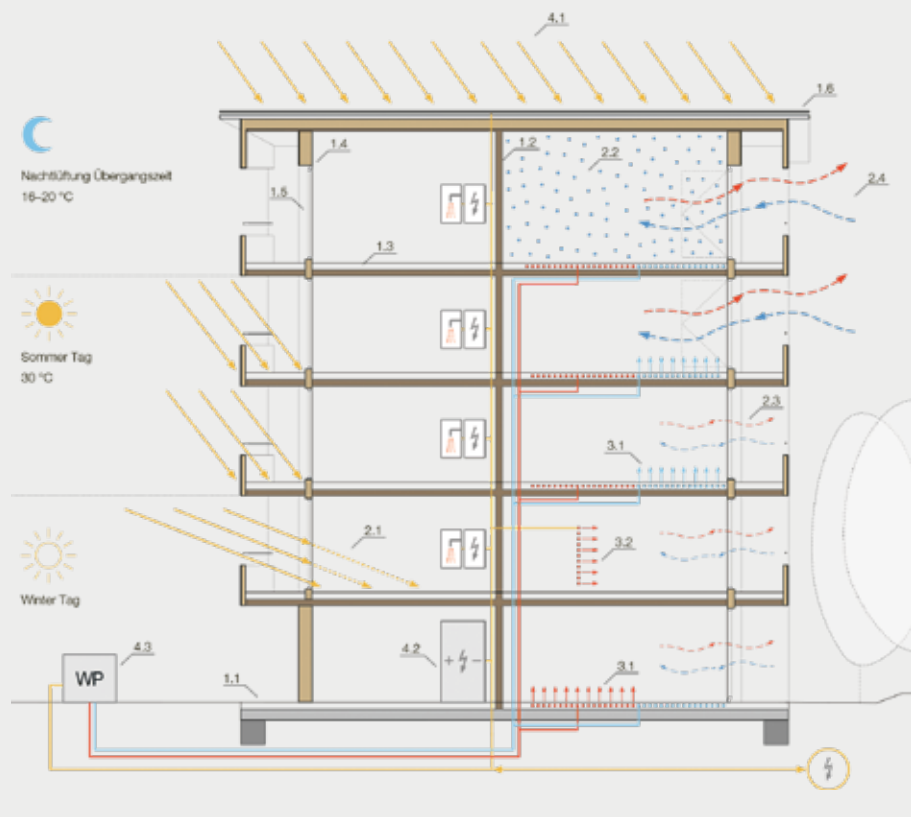 4.1
1.6
1.4
1.2
2.2
Nachtlüftung Übergangszeit
16–20 °C
1.5
2.4
1.3
Sommer Tag
30 °C
2.3
3.1
2.1
3.2
Winter Tag
4.3
4.2
WP
+ −
1.1
3.1